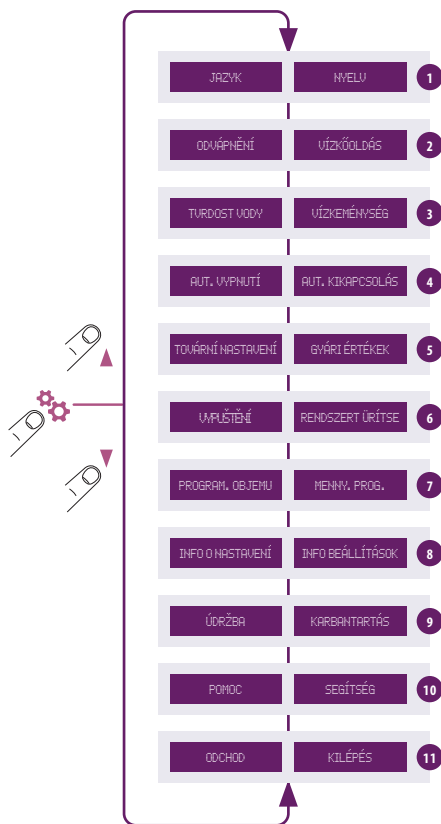 JAZYK NYELV 1
ODVÁPNĚNÍ VÍZKŐOLDÁS 2
TVRDOST VODY VÍZKEMÉNYSÉG 3
AUT. VYPNUTÍ AUT. KIKAPCSOLÁS 4
TOVÁRNÍ NASTAVENÍ GYÁRI ÉRTÉKEK 5
VYPUŠTĚNÍ RENDSZERT ÜRÍTSE 6
PROGRAM. OBJEMU MENNY. PROG. 7
INFO O NASTAVENÍ INFO BEÁLLÍTÁSOK 8
ÚDRŽBA KARBANTARTÁS 9
POMOC SEGÍTSÉG 10
ODCHOD KILÉPÉS 11